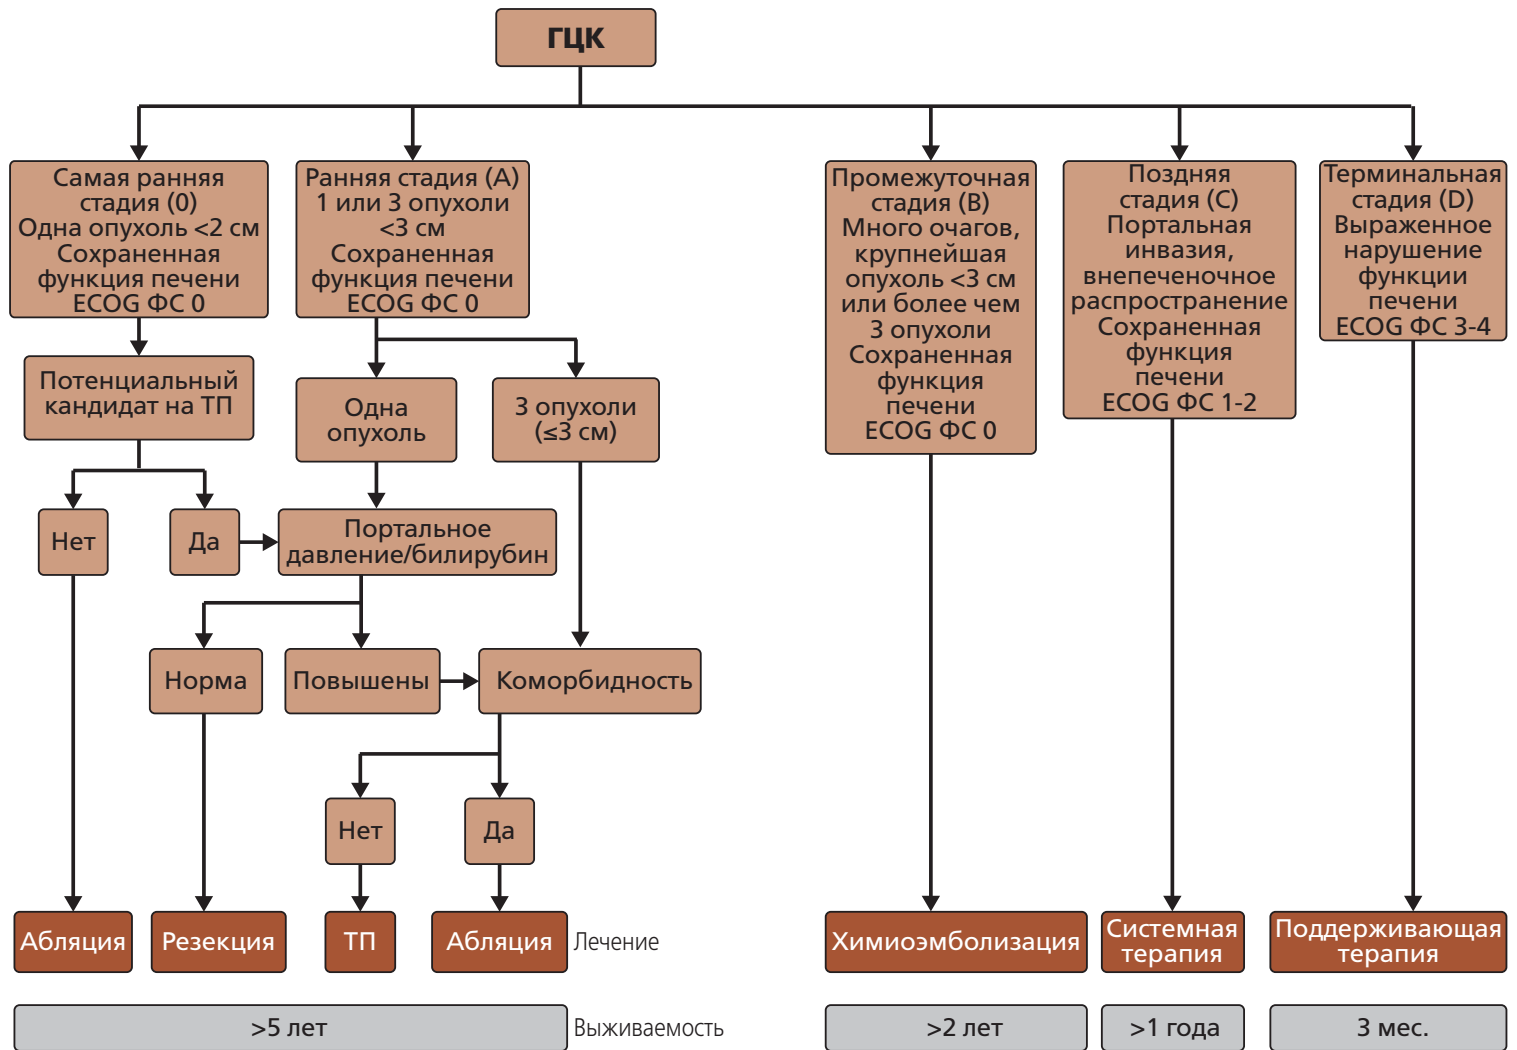 ГЦК
Самая ранняя
стадия (0)
Одна опухоль <2 см
Сохраненная
функция печени
ECOG ФС 0
Ранняя стадия (A)
1 или 3 опухоли
<3 см
Сохраненная
функция печени
ECOG ФС 0
Промежуточная
стадия (B)
Много очагов,
крупнейшая
опухоль <3 см
или более чем
3 опухоли
Сохраненная
функция
печени
ECOG ФС 0
Поздняя
стадия (C)
Портальная
инвазия,
внепеченочное
распространение
Сохраненная
функция
печени
ECOG ФС 1-2
Терминальная
стадия (D)
Выраженное
нарушение
функции
печени
ECOG ФС 3-4
Потенциальный
кандидат на ТП
Одна
опухоль
3 опухоли
(≤3 см)
Нет
Да
Портальное
давление/билирубин
Норма
Повышены
Коморбидность
Нет
Да
Абляция
Резекция
ТП
Абляция
Лечение
Химиоэмболизация
Системная
терапия
Поддерживающая
терапия
>5 лет
Выживаемость
>2 лет
>1 года
3 мес.